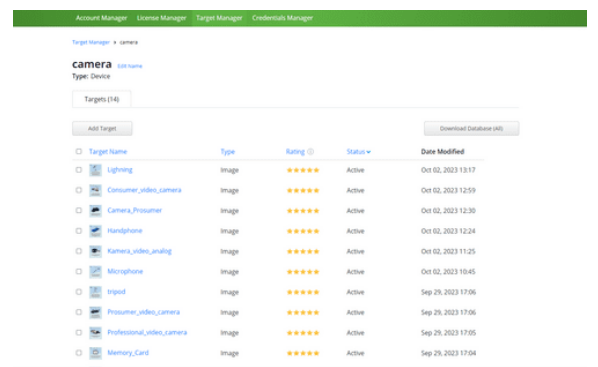 Account Manager License Manager Target Manager Credentials Manager
Target Manager > camera
camera Edit Name
Type: Device
Targets (14)
Add Target Download Database (All)
Target Name Type Rating Status Date Modified
Lighning Image Active Oct 02, 2023 13:17
Consumer_video_camera Image Active Oct 02, 2023 12:59
Camera_Prosumer Image Active Oct 02, 2023 12:30
Handphone Image Active Oct 02, 2023 12:24
Kamera_video_analog Image Active Oct 02, 2023 11:25
Microphone Image Active Oct 02, 2023 10:45
tripod Image Active Sep 29, 2023 17:06
Prosumer_video_camera Image Active Sep 29, 2023 17:06
Professional_video_camera Image Active Sep 29, 2023 17:05
Memory_Card Image Active Sep 29, 2023 17:04